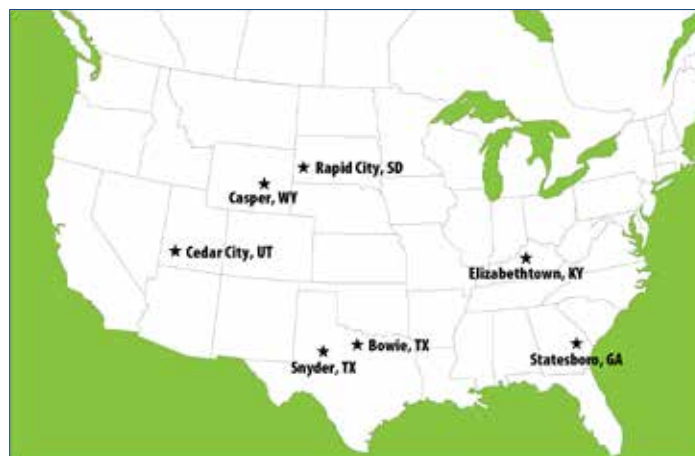 Rapid City, SD
Casper, WY
Cedar City, UT
Elizabethtown, KY
Bowie, TX
Snyder, TX
Statesboro, GA